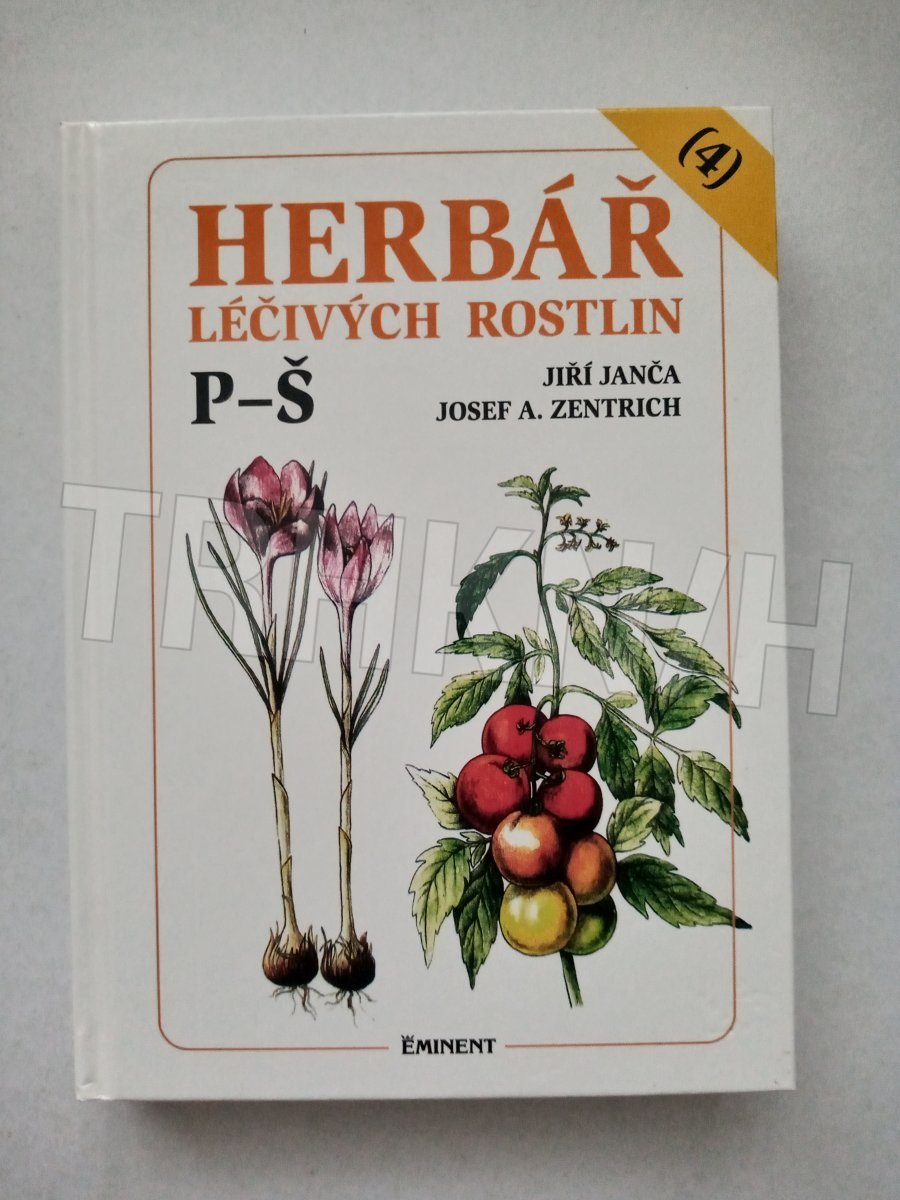 (4)
HERBÁŘ
LÉČIVÝCH ROSTLIN
P–Š
JIŘÍ JANČA
JOSEF A. ZENTRICH
EMINENT